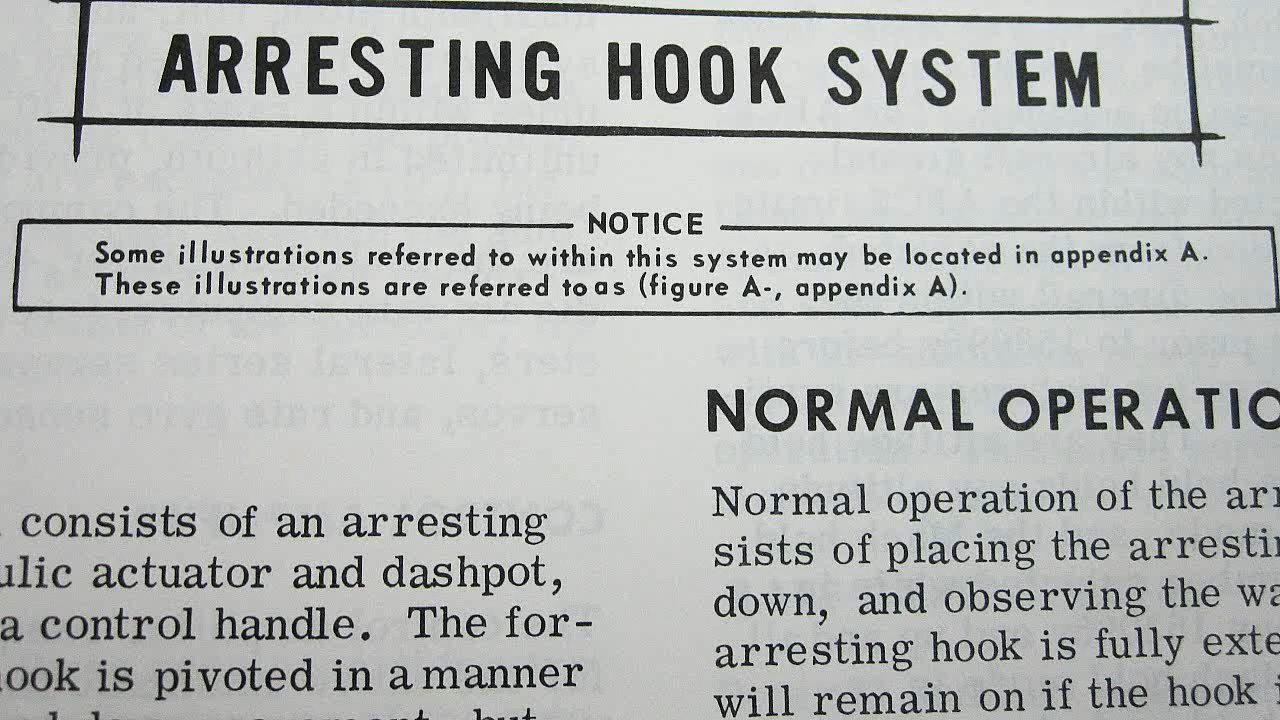 ARRESTING HOOK SYSTEM
NOTICE
Some illustrations referred to within this system may be located in appendix A.
These illustrations are referred to as (figure A-, appendix A).
consists of an arresting
ulic actuator and dashpot,
a control handle. The for-
hook is pivoted in a manner
NORMAL OPERATIO
Normal operation of the arr
sists of placing the arrestin
down, and observing the wa
arresting hook is fully exte
will remain on if the hook i